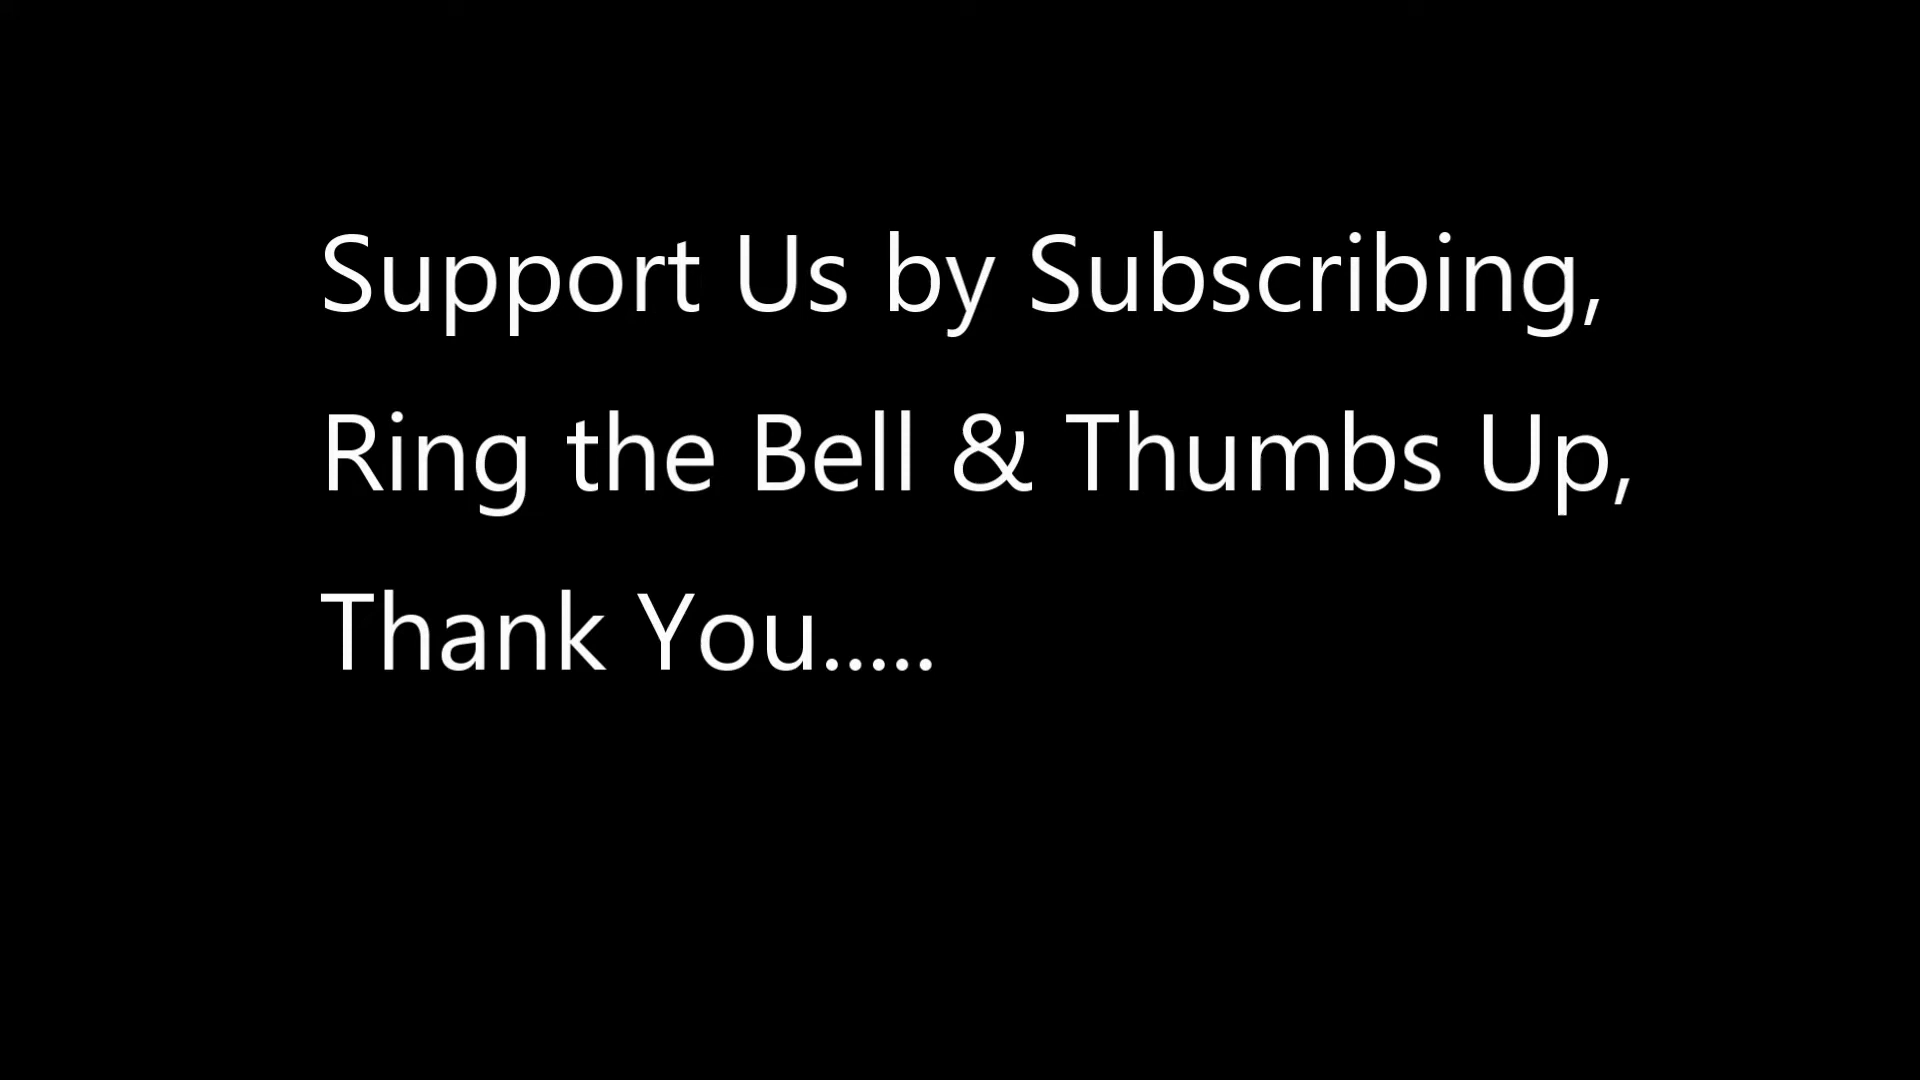 Support Us by Subscribing,
Ring the Bell & Thumbs Up,
Thank You.....